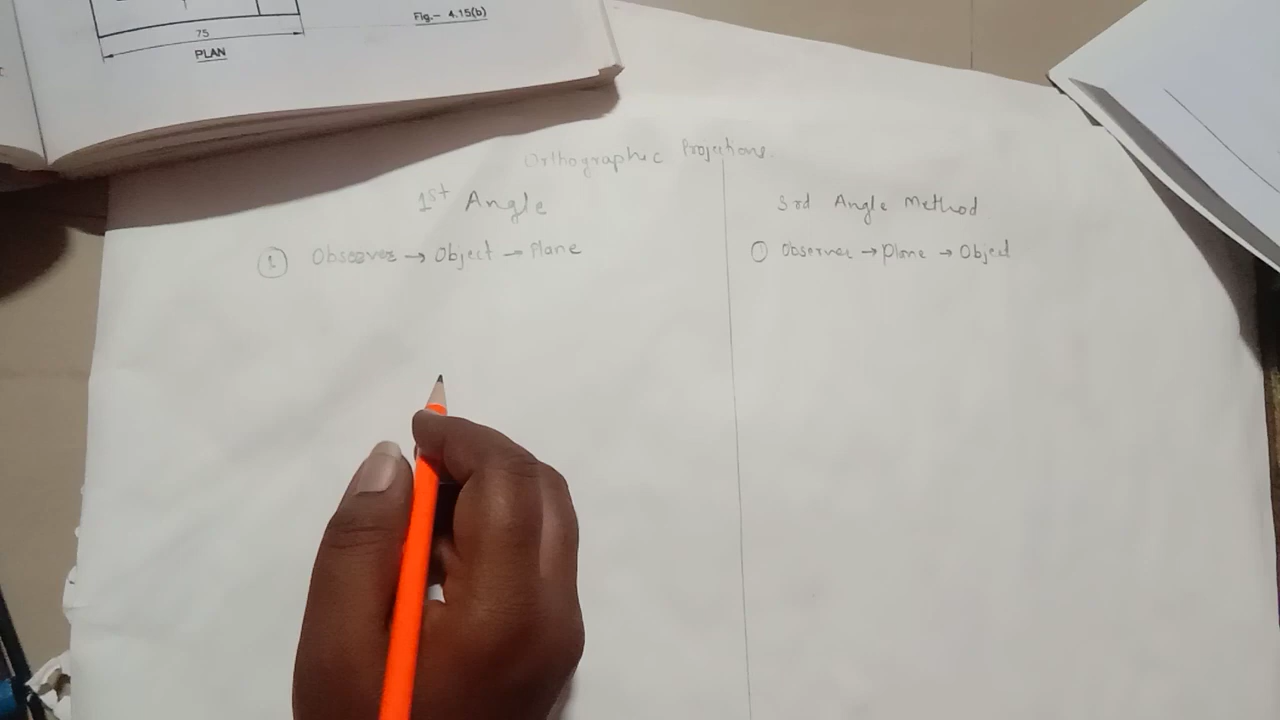 Fig.- 4.15(b)
75
PLAN
Orthographic Projections.
1st Angle
① Observer → Object → Plane
3rd Angle Method
① Observer → Plane → Object